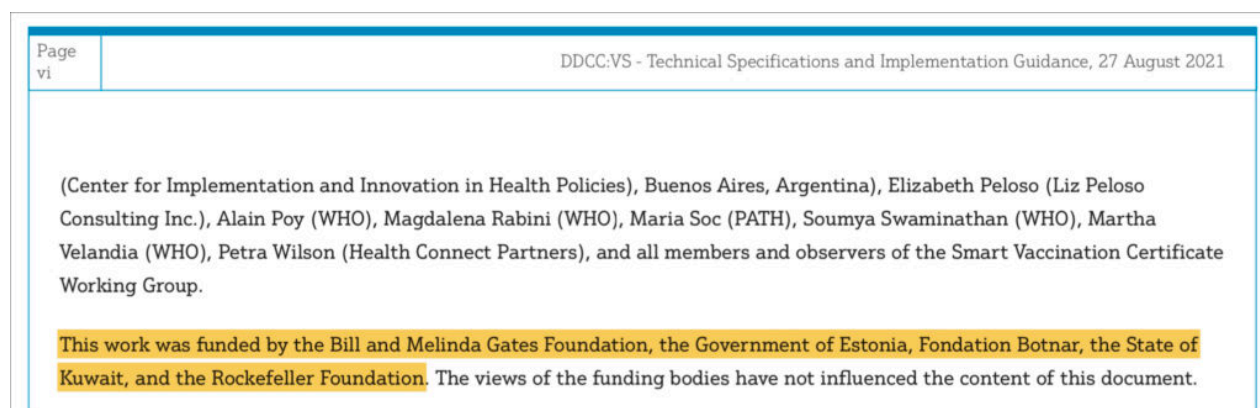 Page
vi
DDCC:VS - Technical Specifications and Implementation Guidance, 27 August 2021
(Center for Implementation and Innovation in Health Policies), Buenos Aires, Argentina), Elizabeth Peloso (Liz Peloso
Consulting Inc.), Alain Poy (WHO), Magdalena Rabini (WHO), Maria Soc (PATH), Soumya Swaminathan (WHO), Martha
Velandia (WHO), Petra Wilson (Health Connect Partners), and all members and observers of the Smart Vaccination Certificate
Working Group.
This work was funded by the Bill and Melinda Gates Foundation, the Government of Estonia, Fondation Botnar, the State of
Kuwait, and the Rockefeller Foundation. The views of the funding bodies have not influenced the content of this document.